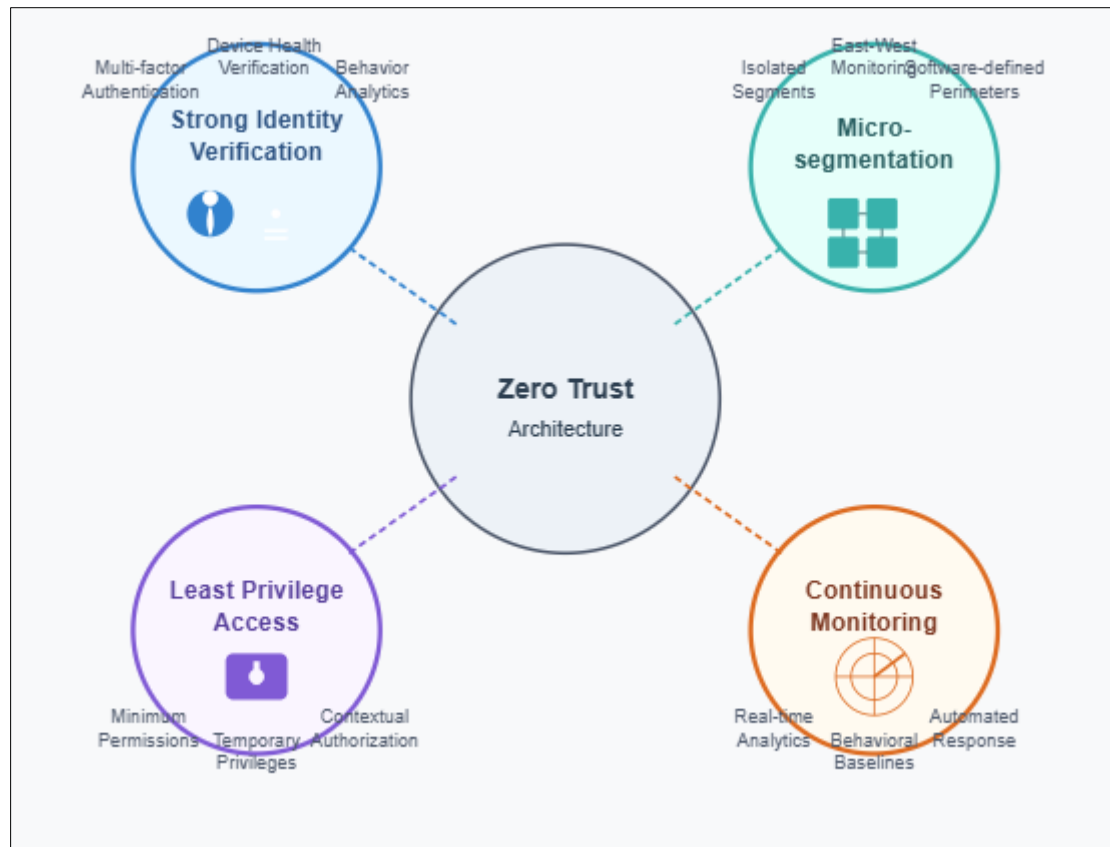 Multi-factor
Authentication
Device Health
Verification
Behavior
Analytics
Strong Identity
Verification
Isolated
Segments
East-West
Monitoring
Software-defined
Perimeters
Micro-
segmentation
Zero Trust
Architecture
Least Privilege
Access
Minimum
Permissions
Temporary
Privileges
Contextual
Authorization
Continuous
Monitoring
Real-time
Analytics
Behavioral
Baselines
Automated
Response